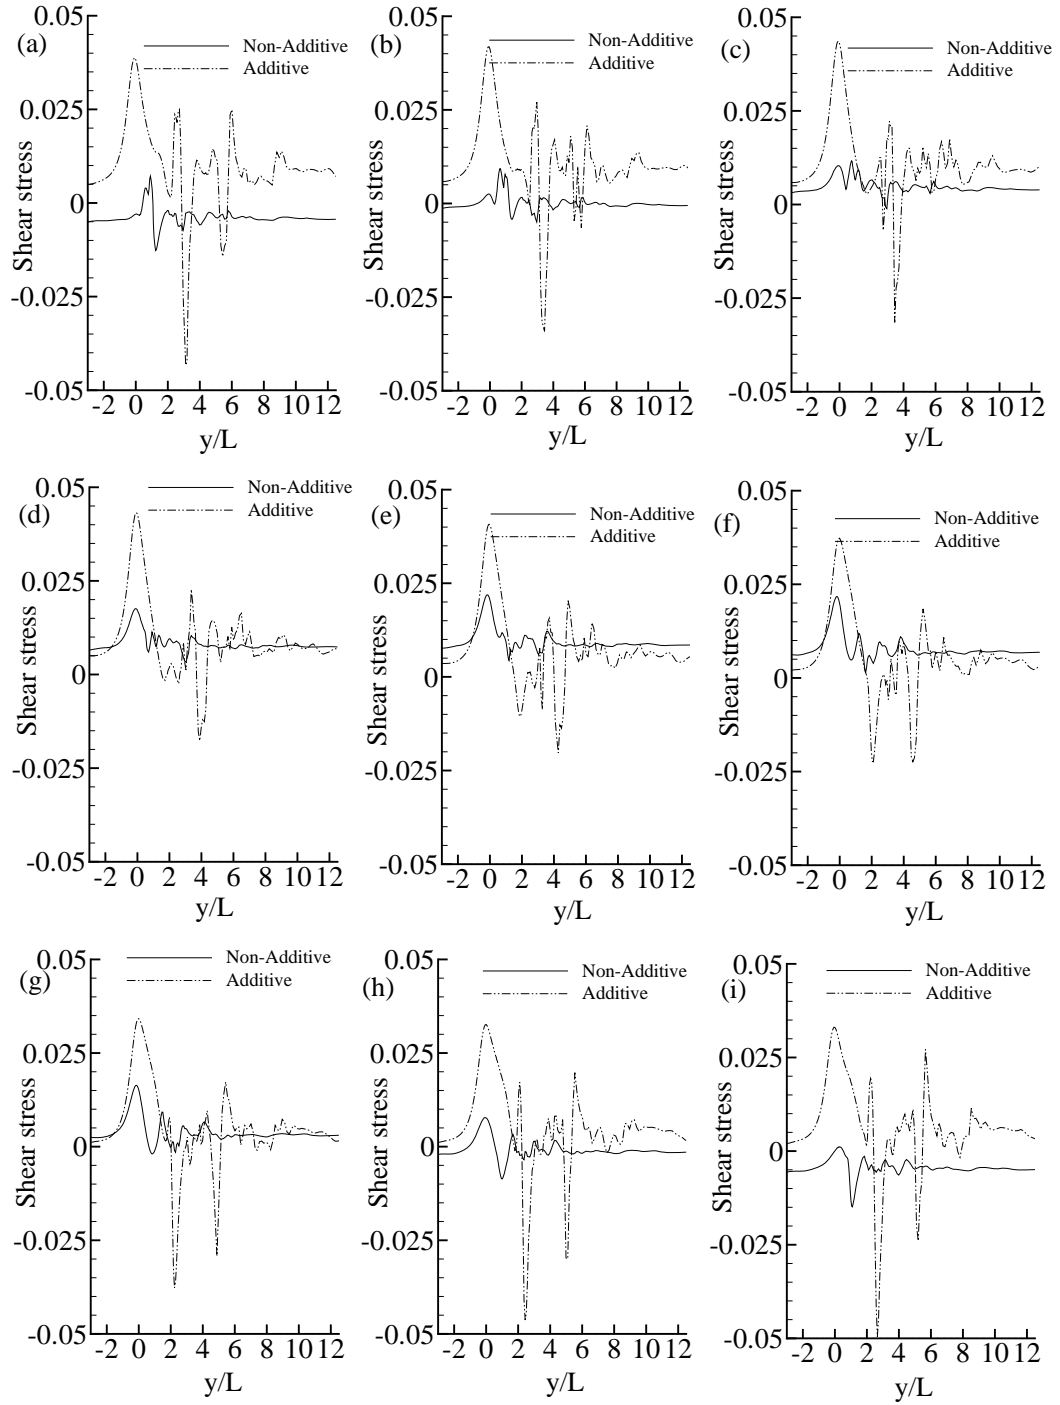 0.05
(a)
Non-Additive
Additive
0.025
0
-0.025
-0.05
Shear stress
-2 0 2 4 6 8 10 12
y/L
0.05
(b)
Non-Additive
Additive
0.025
0
-0.025
-0.05
Shear stress
-2 0 2 4 6 8 10 12
y/L
0.05
(c)
Non-Additive
Additive
0.025
0
-0.025
-0.05
Shear stress
-2 0 2 4 6 8 10 12
y/L
0.05
(d)
Non-Additive
Additive
0.025
0
-0.025
-0.05
Shear stress
-2 0 2 4 6 8 10 12
y/L
0.05
(e)
Non-Additive
Additive
0.025
0
-0.025
-0.05
Shear stress
-2 0 2 4 6 8 10 12
y/L
0.05
(f)
Non-Additive
Additive
0.025
0
-0.025
-0.05
Shear stress
-2 0 2 4 6 8 10 12
y/L
0.05
(g)
Non-Additive
Additive
0.025
0
-0.025
-0.05
Shear stress
-2 0 2 4 6 8 10 12
y/L
0.05
(h)
Non-Additive
Additive
0.025
0
-0.025
-0.05
Shear stress
-2 0 2 4 6 8 10 12
y/L
0.05
(i)
Non-Additive
Additive
0.025
0
-0.025
-0.05
Shear stress
-2 0 2 4 6 8 10 12
y/L